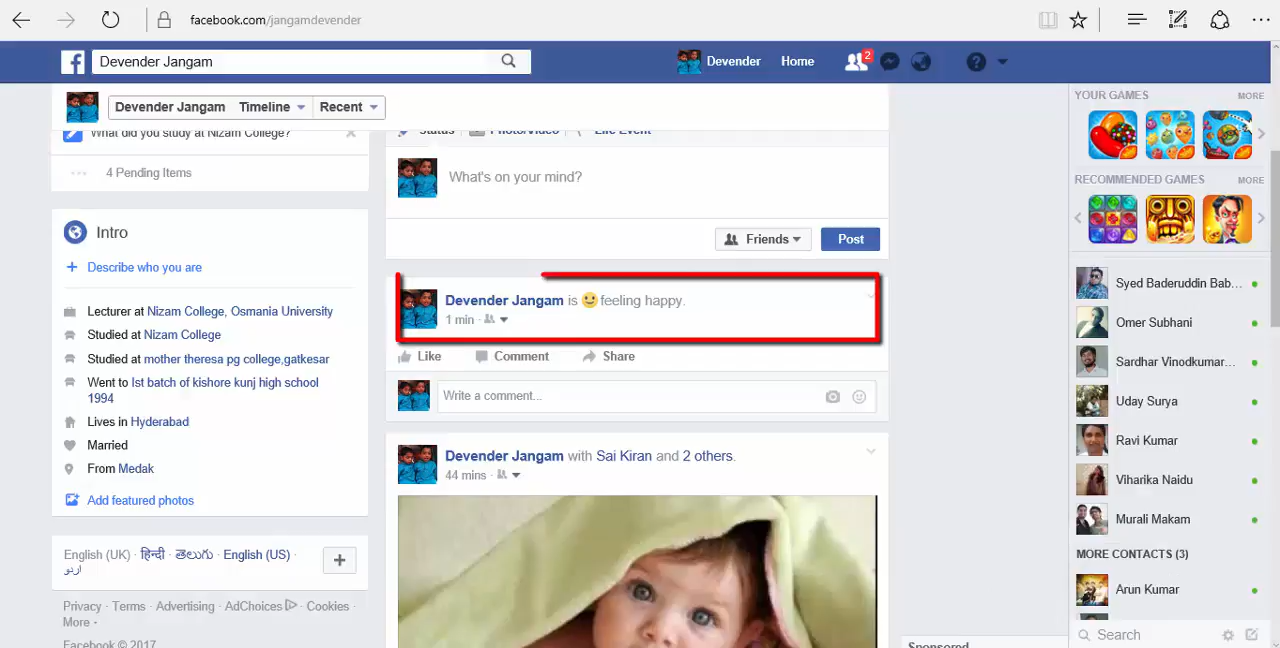 facebook.com/jangamdevender
Devender Jangam
Devender
Home
2
Devender Jangam
Timeline
Recent
What did you study at Nizam College?
4 Pending Items
Intro
Describe who you are
Lecturer at Nizam College, Osmania University
Studied at Nizam College
Studied at mother theresa pg college,gatkesar
Went to Ist batch of kishore kunj high school
1994
Lives in Hyderabad
Married
From Medak
Add featured photos
English (UK) · हिन्दी · తెలుగు · English (US) ·
اردو
Privacy · Terms · Advertising · AdChoices · Cookies ·
More
Facebook © 2017
Status
Photo/Video
Life Event
What's on your mind?
Friends
Post
Devender Jangam is feeling happy.
1 min
Like
Comment
Share
Write a comment...
Devender Jangam with Sai Kiran and 2 others.
44 mins
YOUR GAMES
MORE
RECOMMENDED GAMES
MORE
Syed Baderuddin Bab...
Omer Subhani
Sardhar Vinodkumar...
Uday Surya
Ravi Kumar
Viharika Naidu
Murali Makam
MORE CONTACTS (3)
Arun Kumar
Sponsored
Search